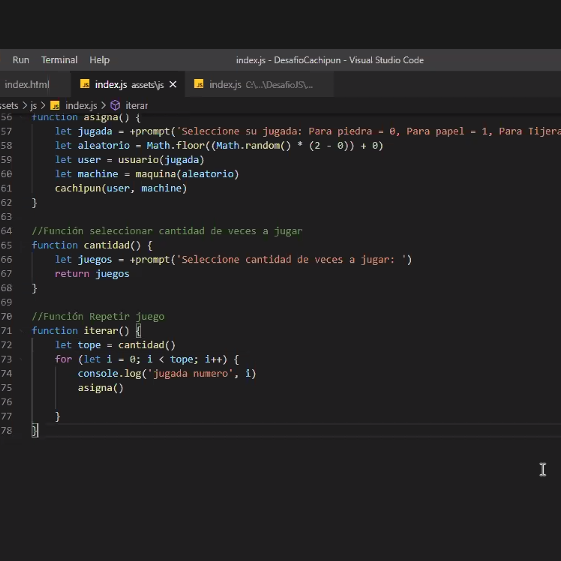 Run Terminal Help index.js - DesafioCachipun - Visual Studio Code
index.html JS index.js assets\js × JS index.js C:\...\DesafioJS\...
ssets > js > JS index.js > iterar
56 function asigna() {
57 let jugada = +prompt('Seleccione su jugada: Para piedra = 0, Para papel = 1, Para Tijera
58 let aleatorio = Math.floor((Math.random() * (2 - 0)) + 0)
59 let user = usuario(jugada)
60 let machine = maquina(aleatorio)
61 cachipun(user, machine)
62 }
63
64 //Función seleccionar cantidad de veces a jugar
65 function cantidad() {
66 let juegos = +prompt('Seleccione cantidad de veces a jugar: ')
67 return juegos
68 }
69
70 //Función Repetir juego
71 function iterar() {
72 let tope = cantidad()
73 for (let i = 0; i < tope; i++) {
74 console.log('jugada numero', i)
75 asigna()
76
77 }
78 }